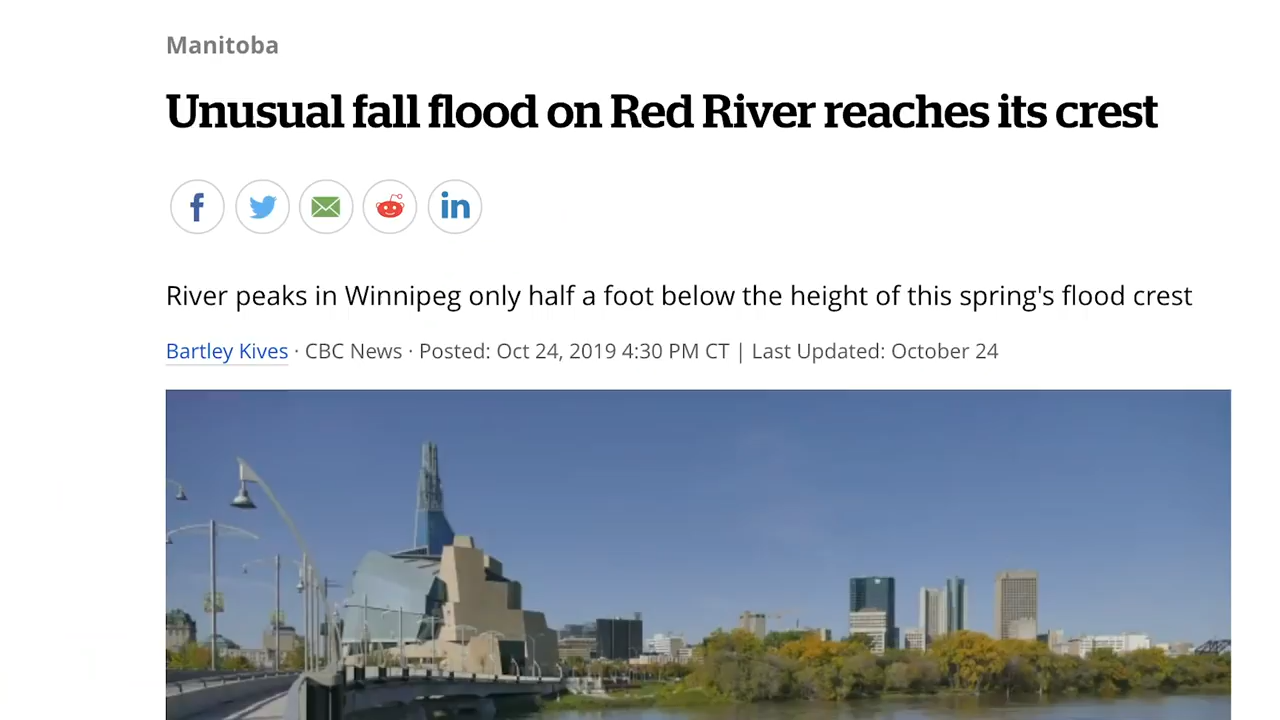 Manitoba
Unusual fall flood on Red River reaches its crest
f
in
River peaks in Winnipeg only half a foot below the height of this spring's flood crest
Bartley Kives · CBC News · Posted: Oct 24, 2019 4:30 PM CT | Last Updated: October 24